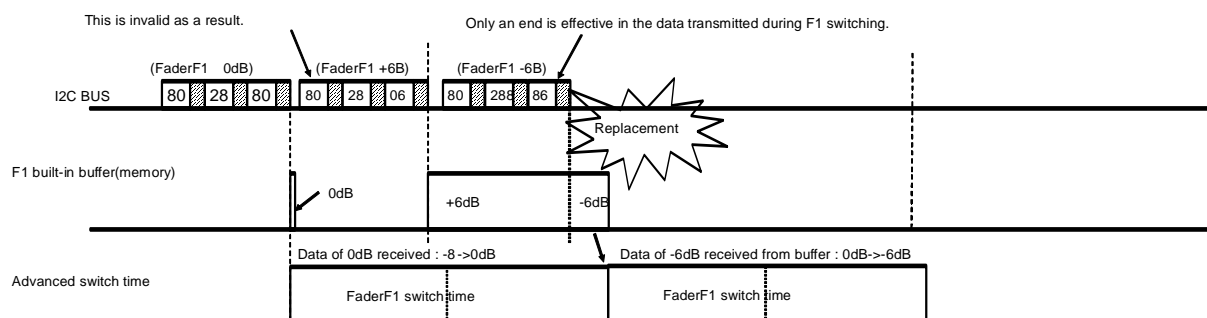 This is invalid as a result.
Only an end is effective in the data transmitted during F1 switching.
(FaderF1 0dB)
(FaderF1 +6B)
(FaderF1 -6B)
I2C BUS
80 28 80
80 28 06
80 288 86
Replacement
F1 built-in buffer(memory)
0dB
+6dB
-6dB
Data of 0dB received : -8->0dB
Data of -6dB received from buffer : 0dB->-6dB
Advanced switch time
FaderF1 switch time
FaderF1 switch time